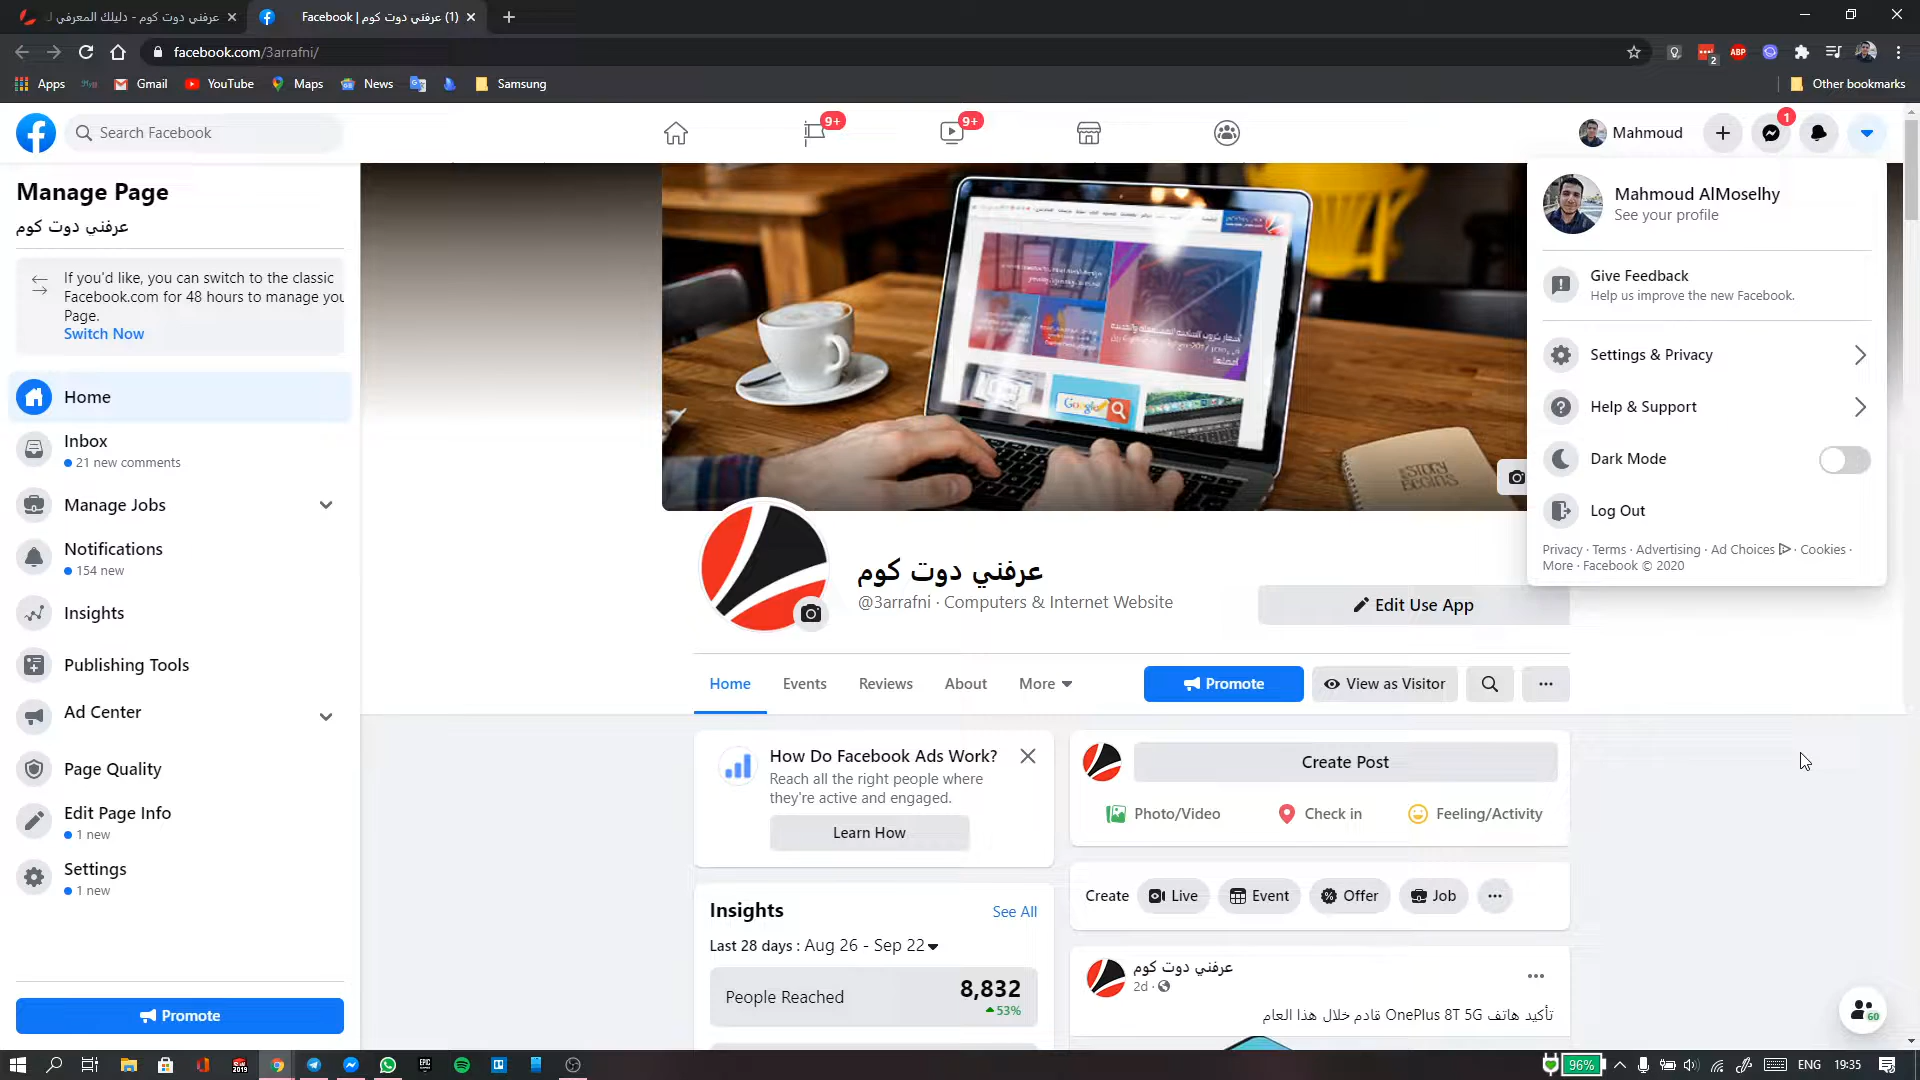 عرفني دوت كوم - دليلك المعرفي ل
(1) عرفني دوت كوم | Facebook
facebook.com/3arrafni/
2
ABP
Apps
Gmail
YouTube
Maps
News
Samsung
Other bookmarks
Search Facebook
9+
9+
Mahmoud
1
Manage Page
عرفني دوت كوم
If you'd like, you can switch to the classic
Facebook.com for 48 hours to manage you
Page.
Switch Now
Home
Inbox
21 new comments
Manage Jobs
Notifications
154 new
Insights
Publishing Tools
Ad Center
Page Quality
Edit Page Info
1 new
Settings
1 new
Promote
Google
THE
STORY
BEGINS
Mahmoud AlMoselhy
See your profile
Give Feedback
Help us improve the new Facebook.
Settings & Privacy
Help & Support
Dark Mode
Log Out
Privacy · Terms · Advertising · Ad Choices · Cookies ·
More · Facebook © 2020
عرفني دوت كوم
@3arrafni · Computers & Internet Website
Edit Use App
Home
Events
Reviews
About
More
Promote
View as Visitor
How Do Facebook Ads Work?
Reach all the right people where
they're active and engaged.
Learn How
Insights
See All
Last 28 days : Aug 26 - Sep 22
People Reached
8,832
53%
Create Post
Photo/Video
Check in
Feeling/Activity
Create
Live
Event
Offer
Job
عرفني دوت كوم
2d ·
تأكيد هاتف OnePlus 8T 5G قادم خلال هذا العام
60
2019
EPIC
96%
ENG
19:35